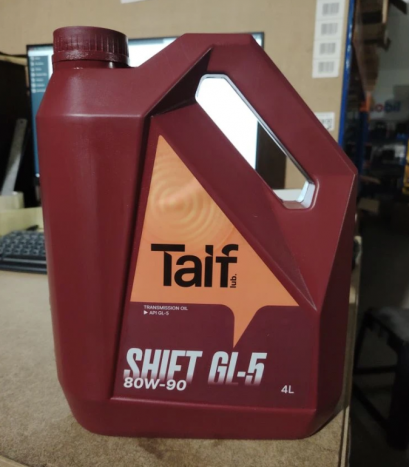 Taif
lub.
TRANSMISSION OIL
▶ API GL-5
SHIFT GL-5
80W-90
4L